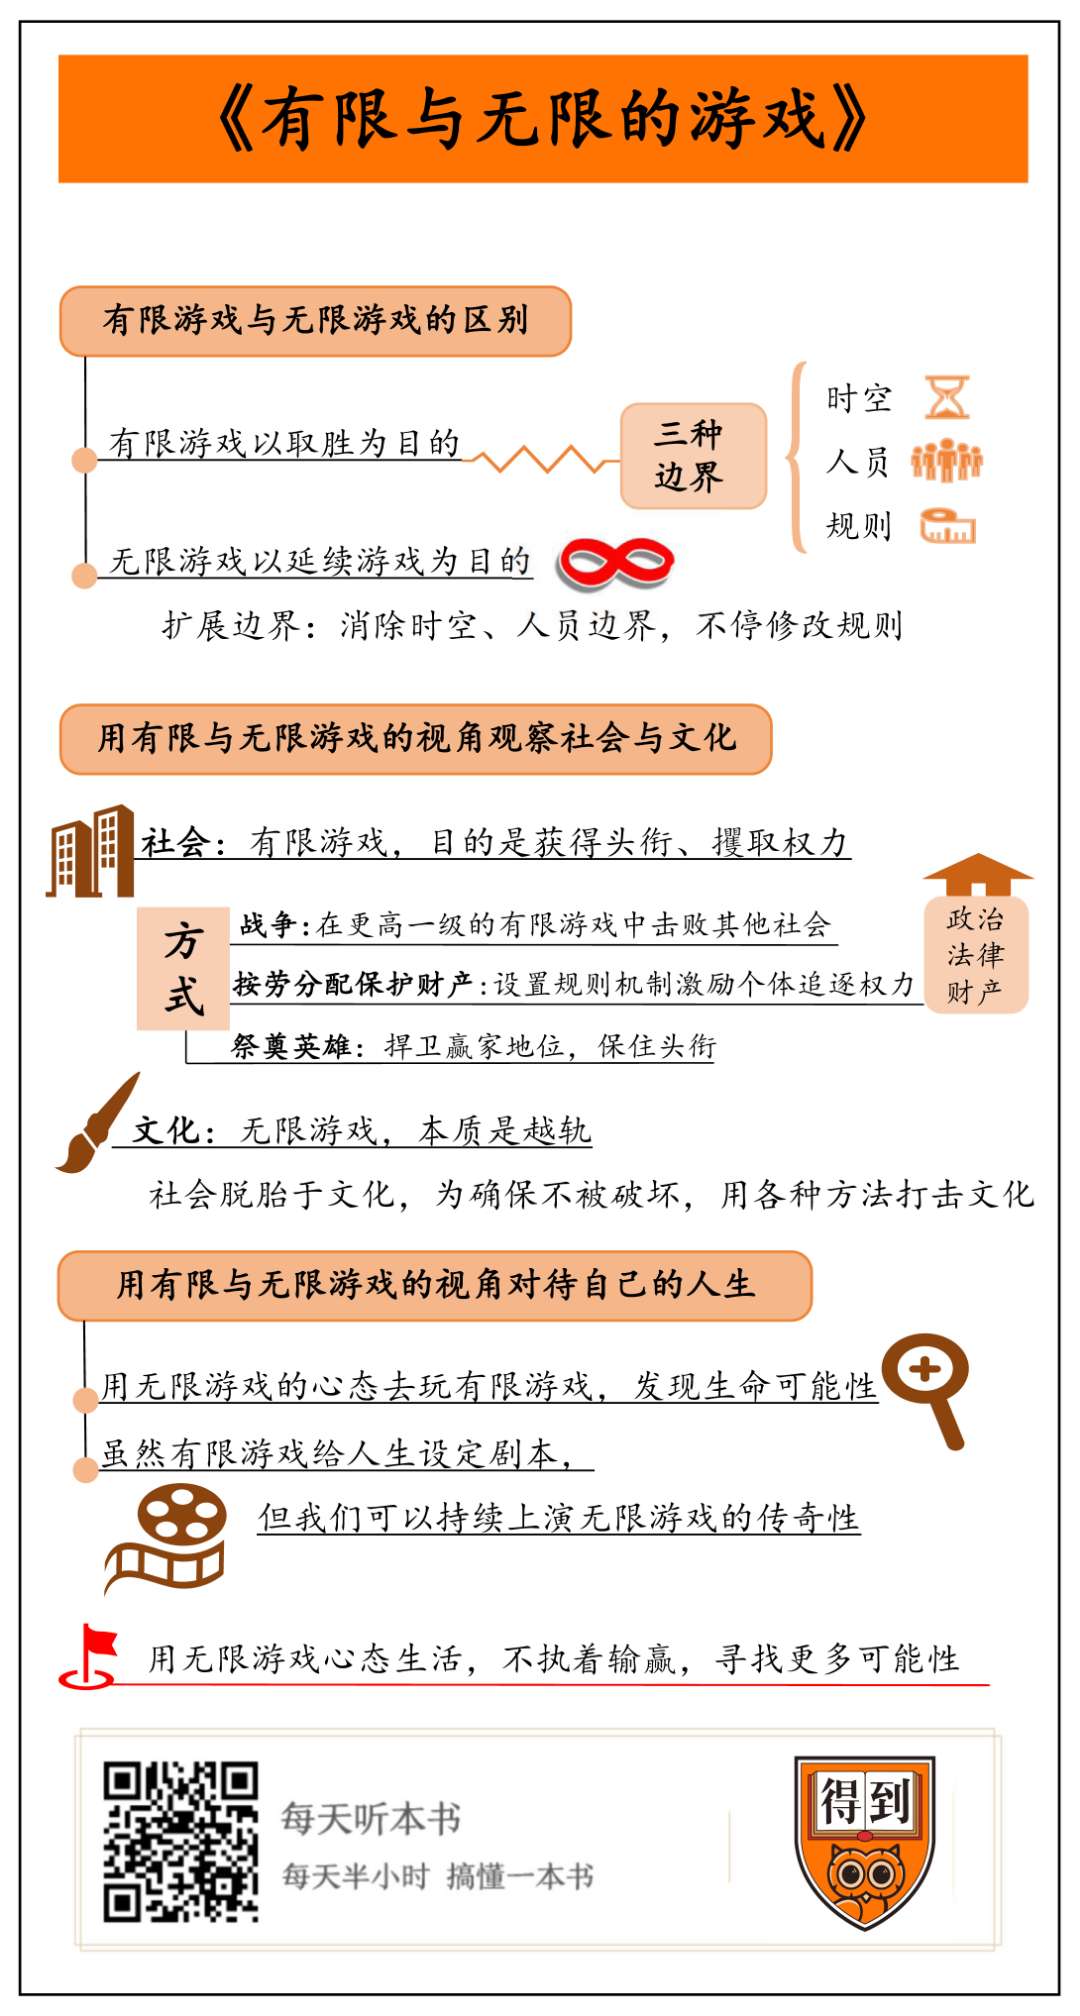 《有限与无限的游戏》
有限游戏与无限游戏的区别
有限游戏以取胜为目的
三种
边界
时空
人员
规则
无限游戏以延续游戏为目的
扩展边界：消除时空、人员边界，不停修改规则
用有限与无限游戏的视角观察社会与文化
社会：有限游戏，目的是获得头衔、攫取权力
方
式
战争：在更高一级的有限游戏中击败其他社会
按劳分配保护财产：设置规则机制激励个体追逐权力
祭奠英雄：捍卫赢家地位，保住头衔
政治
法律
财产
文化：无限游戏，本质是越轨
社会脱胎于文化，为确保不被破坏，用各种方法打击文化
用有限与无限游戏的视角对待自己的人生
用无限游戏的心态去玩有限游戏，发现生命可能性
虽然有限游戏给人生设定剧本，
但我们可以持续上演无限游戏的传奇性
用无限游戏心态生活，不执着输赢，寻找更多可能性
每天听本书
每天半小时 搞懂一本书
得到